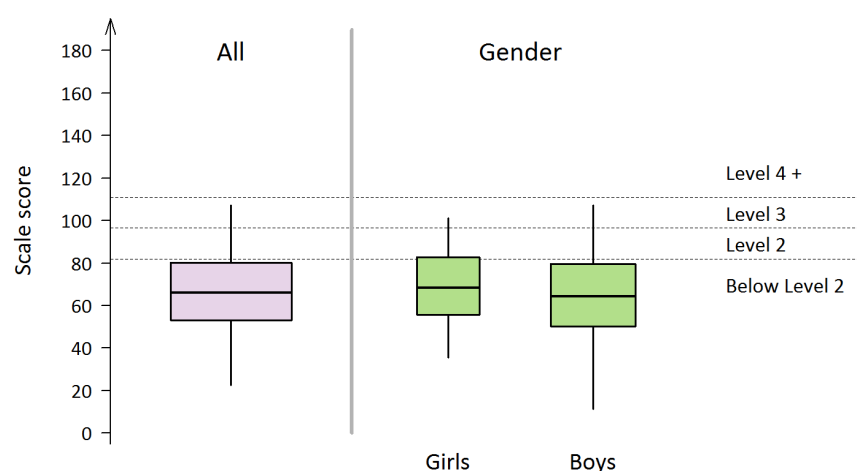 All
Gender
180
160
140
120
100
80
60
40
20
0
Scale score
Level 4 +
Level 3
Level 2
Below Level 2
Girls
Boys